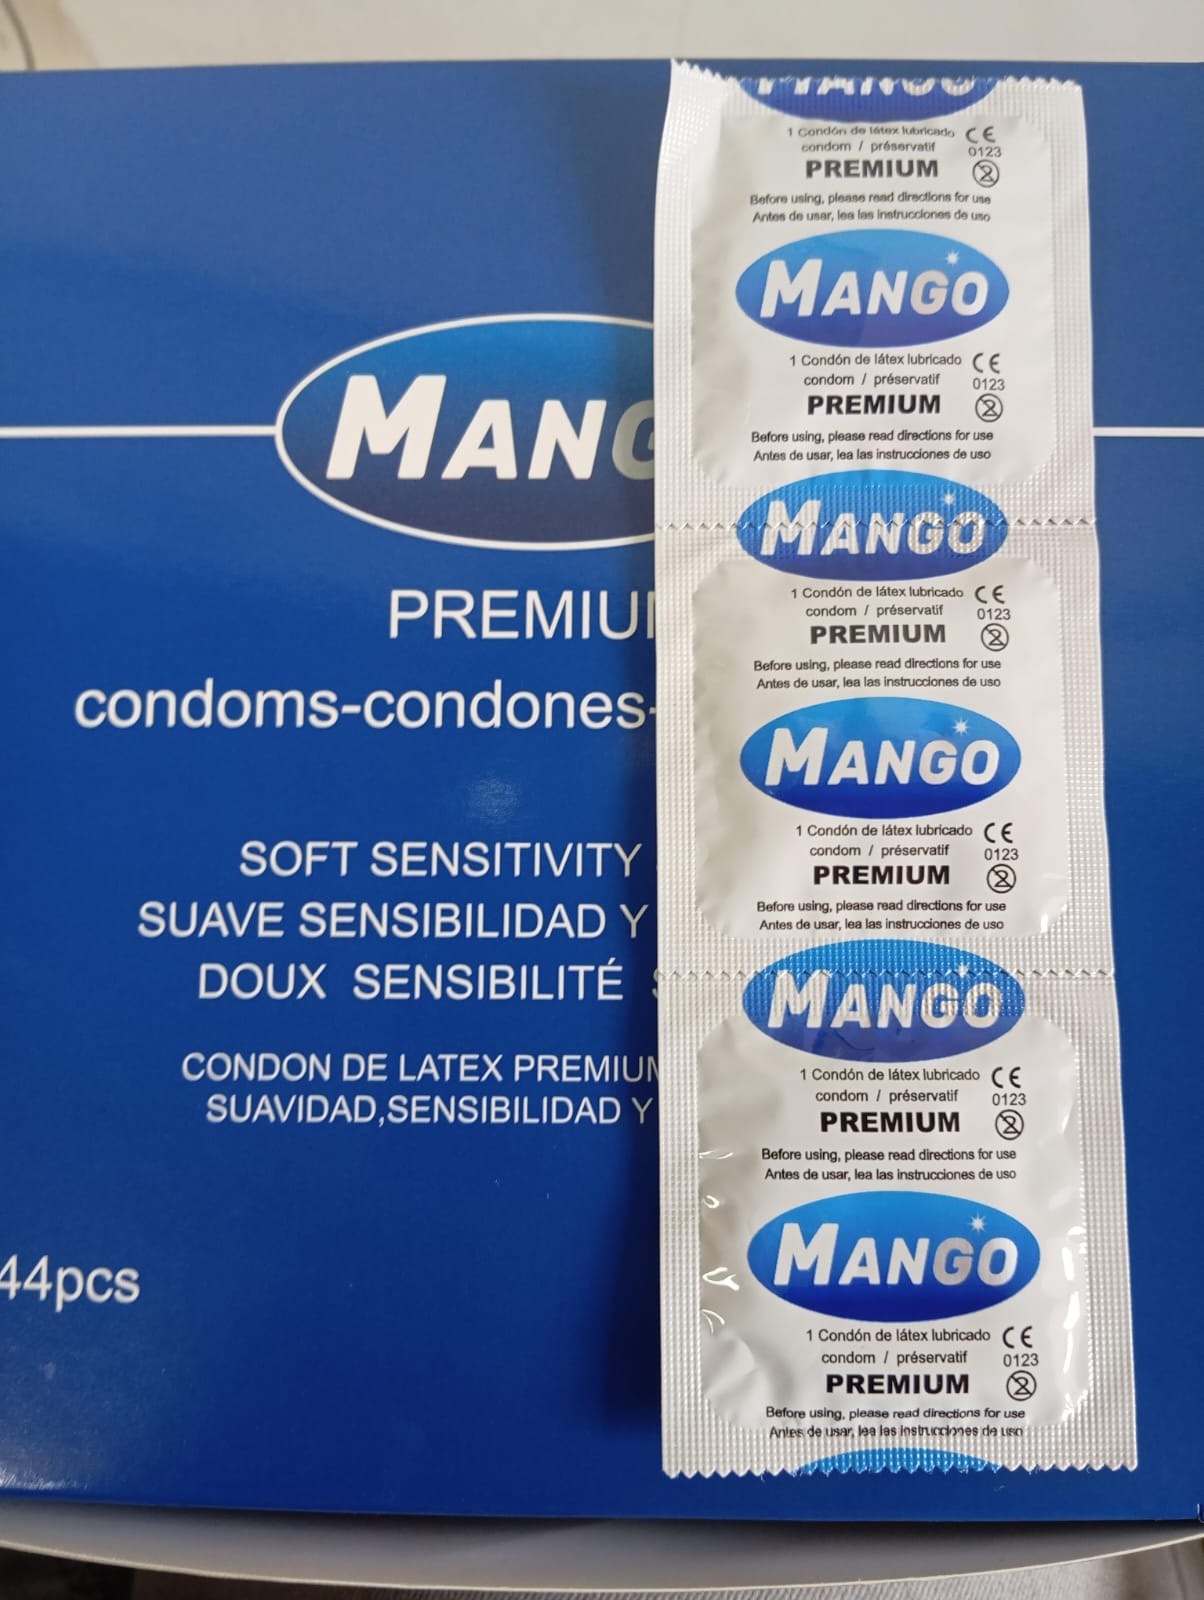 MANG
PREMIU
condoms-condones-
SOFT SENSITIVITY
SUAVE SENSIBILIDAD Y
DOUX SENSIBILITÉ
CONDON DE LATEX PREMIUM
SUAVIDAD,SENSIBILIDAD Y
44pcs
MANGO
1 Condón de látex lubricado CE
condom / préservatif 0123
PREMIUM
Before using, please read directions for use
Antes de usar, lea las instrucciones de uso
MANGO
1 Condón de látex lubricado CE
condom / préservatif 0123
PREMIUM
Before using, please read directions for use
Antes de usar, lea las instrucciones de uso
MANGO
1 Condón de látex lubricado CE
condom / préservatif 0123
PREMIUM
Before using, please read directions for use
Antes de usar, lea las instrucciones de uso
MANGO
1 Condón de látex lubricado CE
condom / préservatif 0123
PREMIUM
Before using, please read directions for use
Antes de usar, lea las instrucciones de uso
MANGO
1 Condón de látex lubricado CE
condom / préservatif 0123
PREMIUM
Before using, please read directions for use
Antes de usar, lea las instrucciones de uso
MANGO
1 Condón de látex lubricado CE
condom / préservatif 0123
PREMIUM
Before using, please read directions for use
Antes de usar, lea las instrucciones de uso